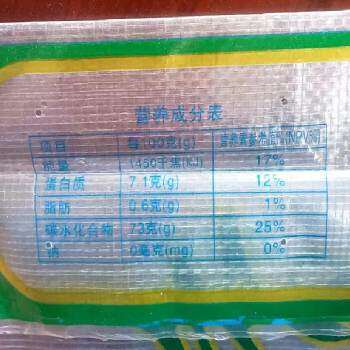 营养成分表
项目 每100克(g) 营养素参考值%(NRV%)
能量 1460千焦(KJ) 17%
蛋白质 7.1克(g) 12%
脂肪 0.6克(g) 1%
碳水化合物 73克(g) 25%
钠 0毫克(mg) 0%